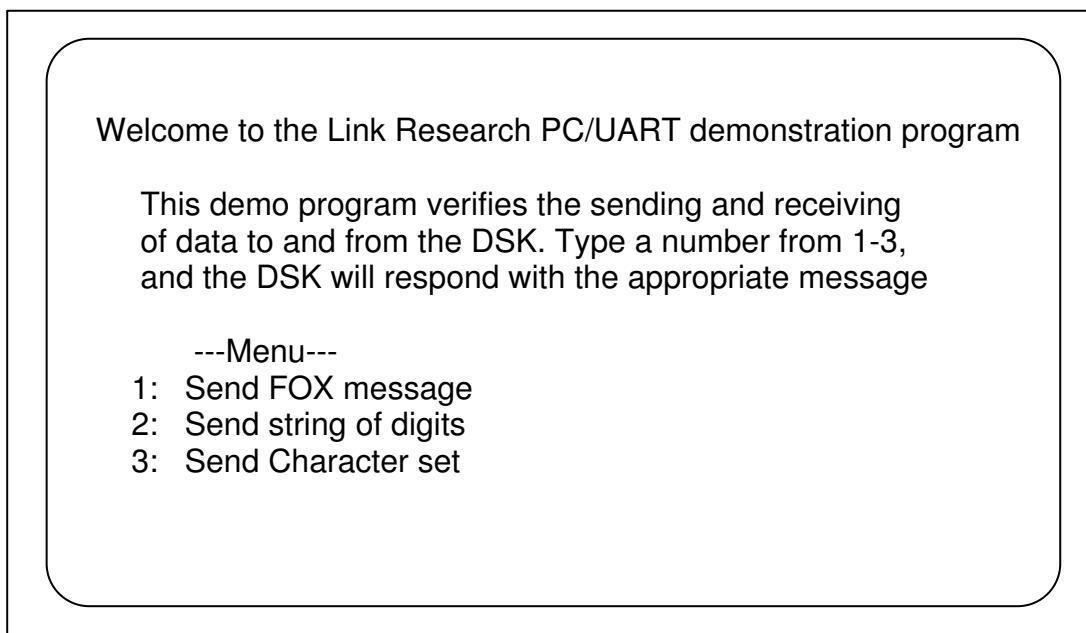 Welcome to the Link Research PC/UART demonstration program
This demo program verifies the sending and receiving
of data to and from the DSK. Type a number from 1-3,
and the DSK will respond with the appropriate message
---Menu---
1: Send FOX message
2: Send string of digits
3: Send Character set